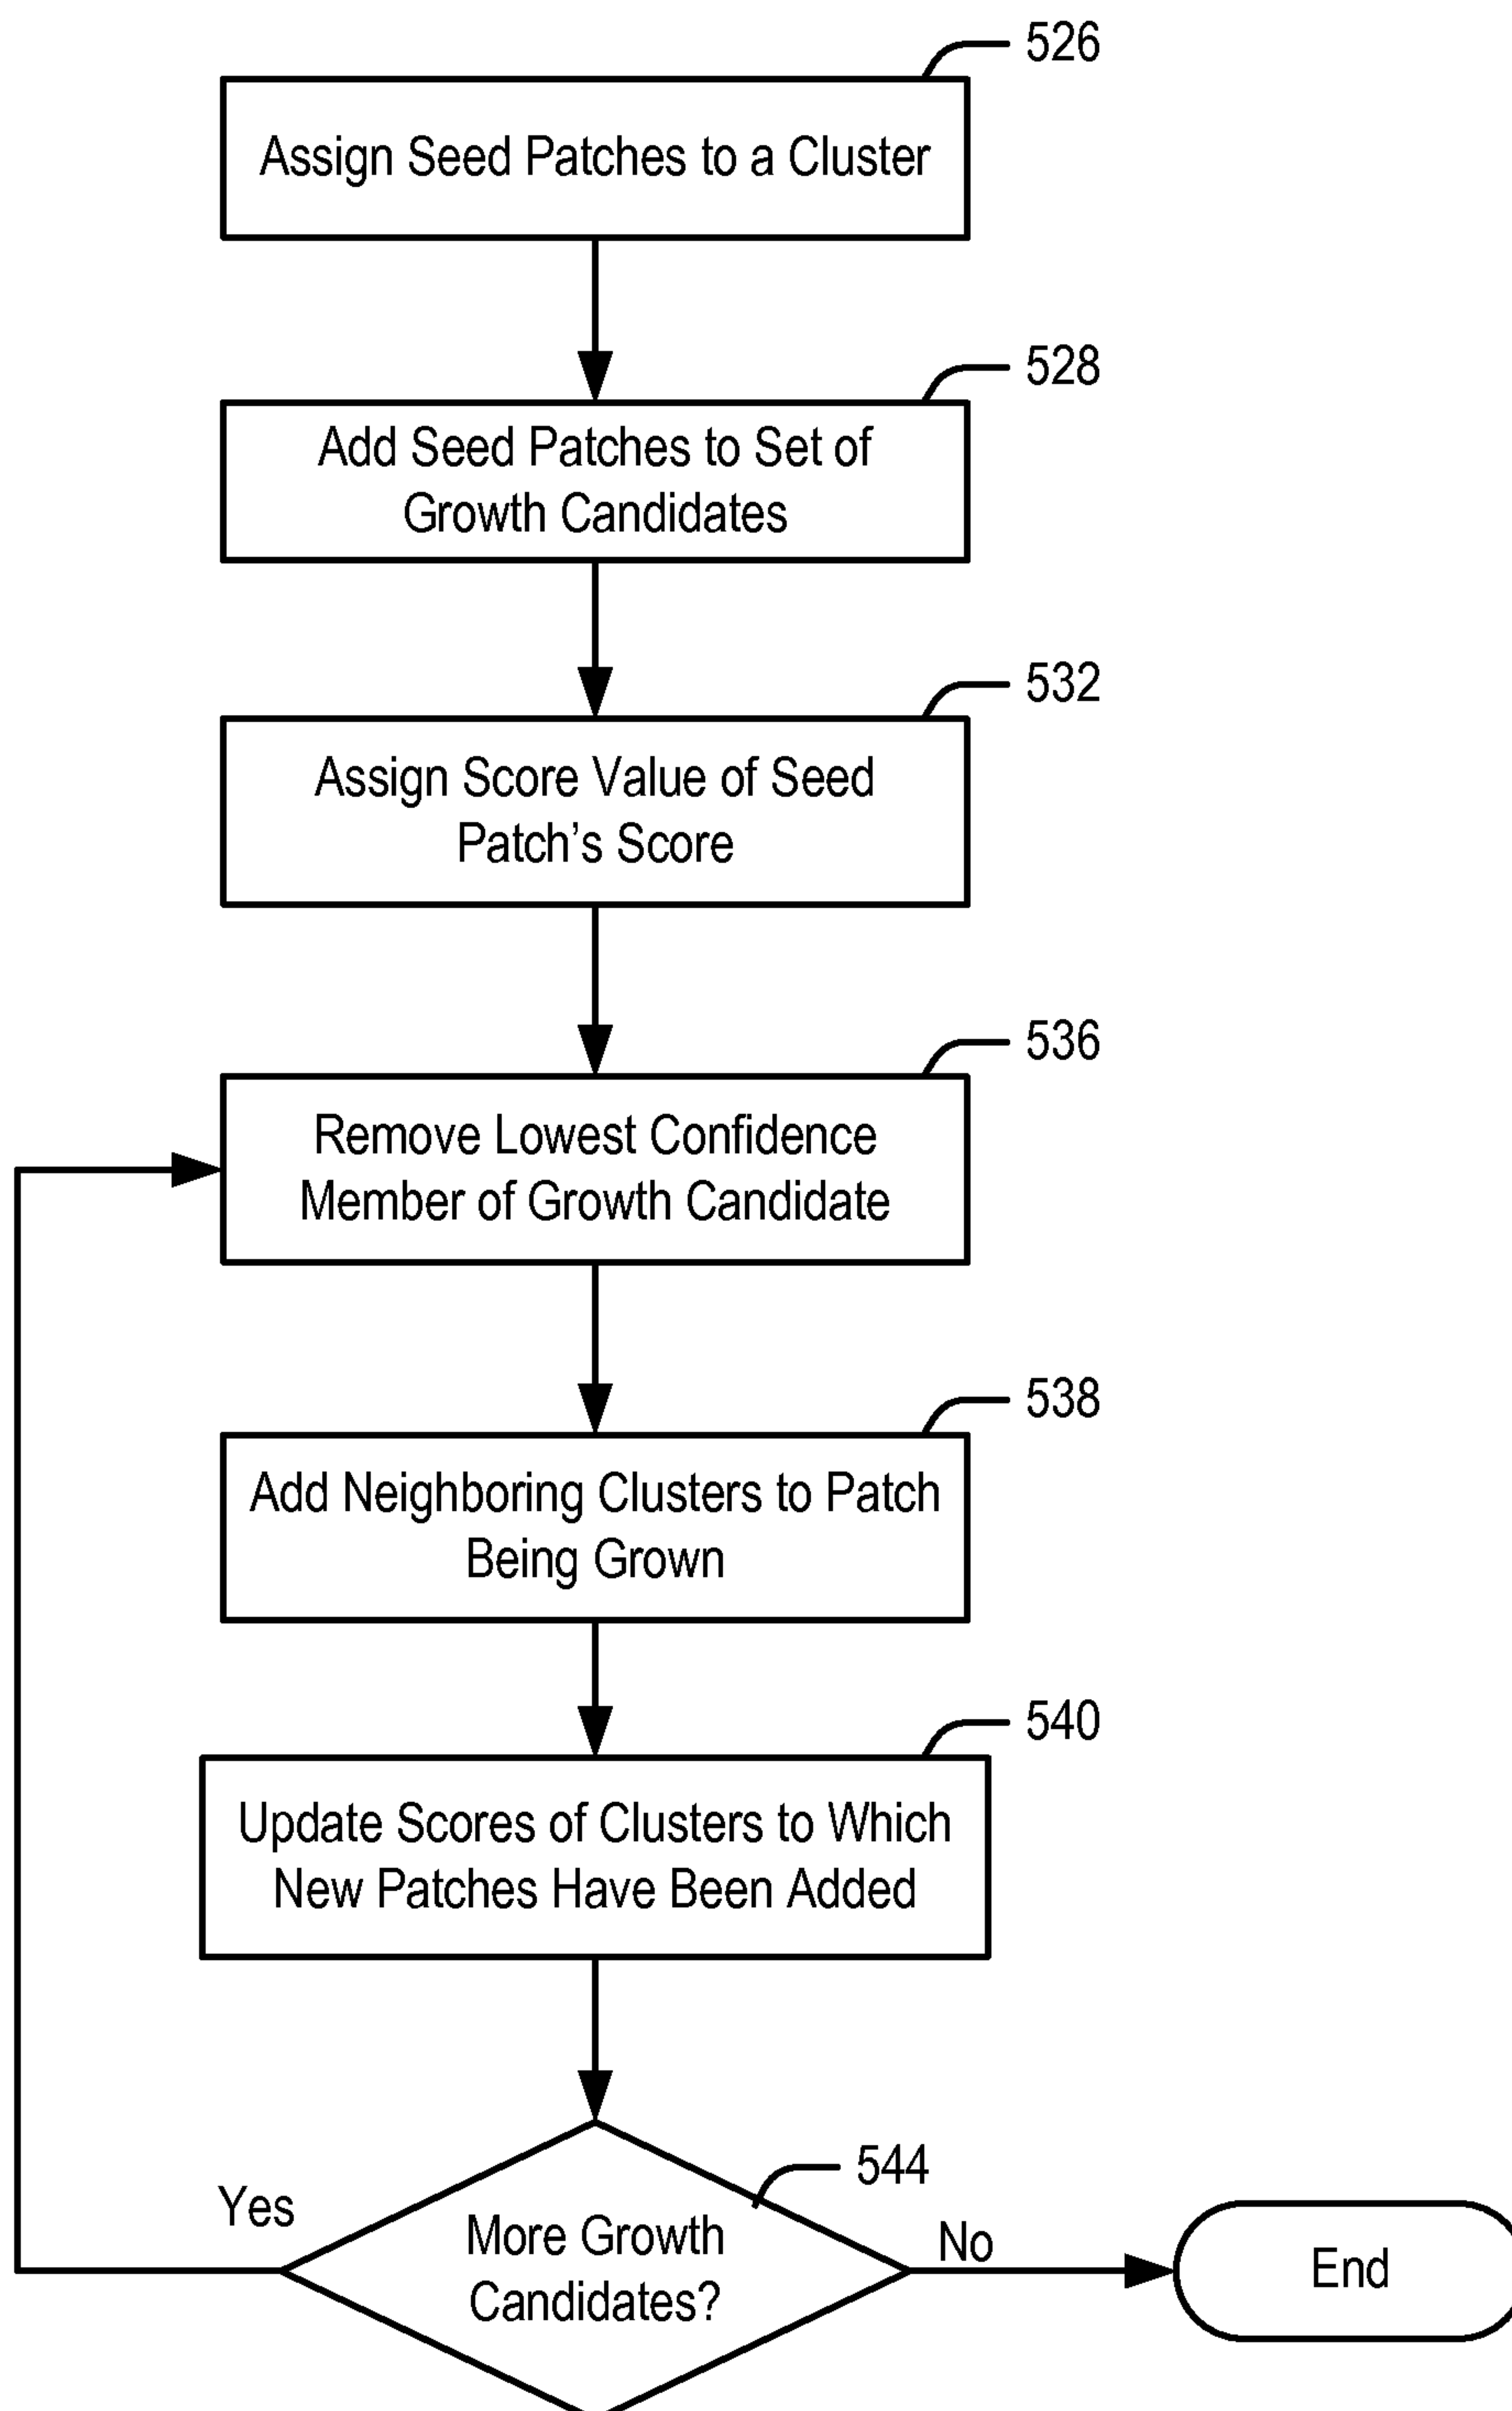 526
Assign Seed Patches to a Cluster
528
Add Seed Patches to Set of
Growth Candidates
532
Assign Score Value of Seed
Patch’s Score
536
Remove Lowest Confidence
Member of Growth Candidate
538
Add Neighboring Clusters to Patch
Being Grown
540
Update Scores of Clusters to Which
New Patches Have Been Added
544
Yes
More Growth
Candidates?
No
End